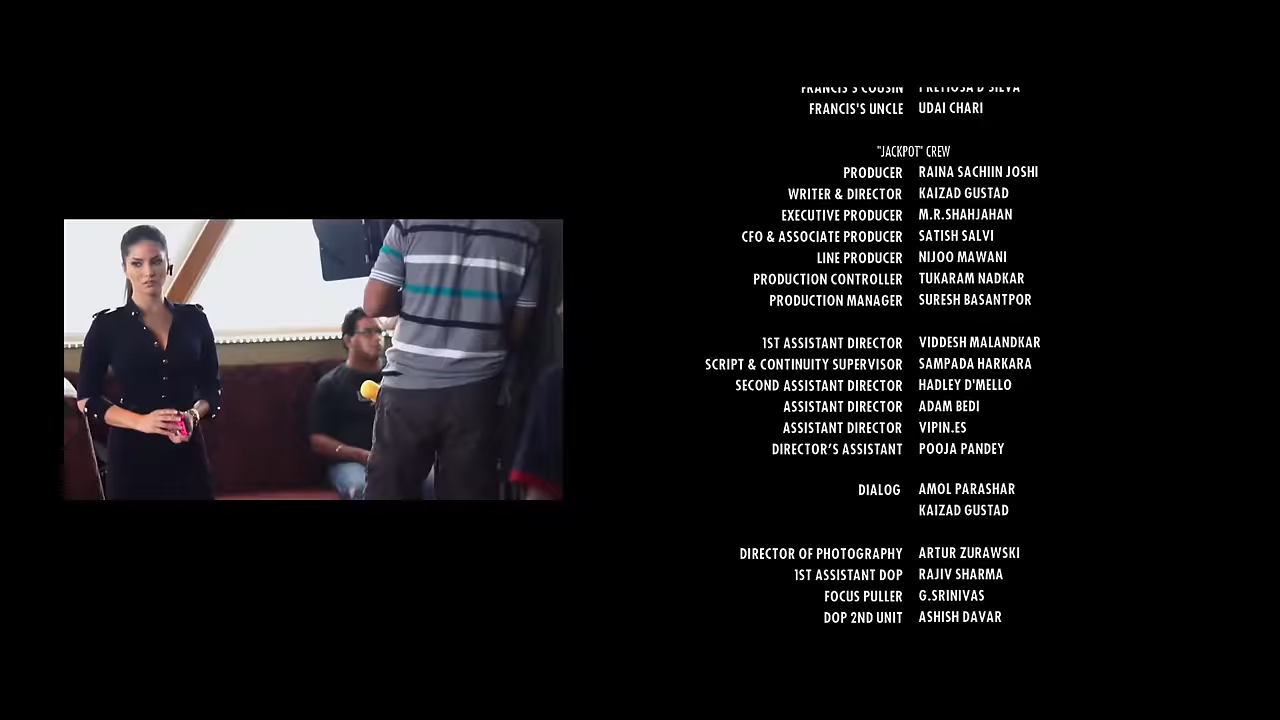 FRANCIS'S COUSIN PRETIOSA D'SILVA
FRANCIS'S UNCLE UDAI CHARI
"JACKPOT" CREW
PRODUCER RAINA SACHIIN JOSHI
WRITER & DIRECTOR KAIZAD GUSTAD
EXECUTIVE PRODUCER M.R.SHAHJAHAN
CFO & ASSOCIATE PRODUCER SATISH SALVI
LINE PRODUCER NIJOO MAWANI
PRODUCTION CONTROLLER TUKARAM NADKAR
PRODUCTION MANAGER SURESH BASANTPOR
1ST ASSISTANT DIRECTOR VIDDESH MALANDKAR
SCRIPT & CONTINUITY SUPERVISOR SAMPADA HARKARA
SECOND ASSISTANT DIRECTOR HADLEY D'MELLO
ASSISTANT DIRECTOR ADAM BEDI
ASSISTANT DIRECTOR VIPIN.ES
DIRECTOR'S ASSISTANT POOJA PANDEY
DIALOG AMOL PARASHAR
KAIZAD GUSTAD
DIRECTOR OF PHOTOGRAPHY ARTUR ZURAWSKI
1ST ASSISTANT DOP RAJIV SHARMA
FOCUS PULLER G.SRINIVAS
DOP 2ND UNIT ASHISH DAVAR